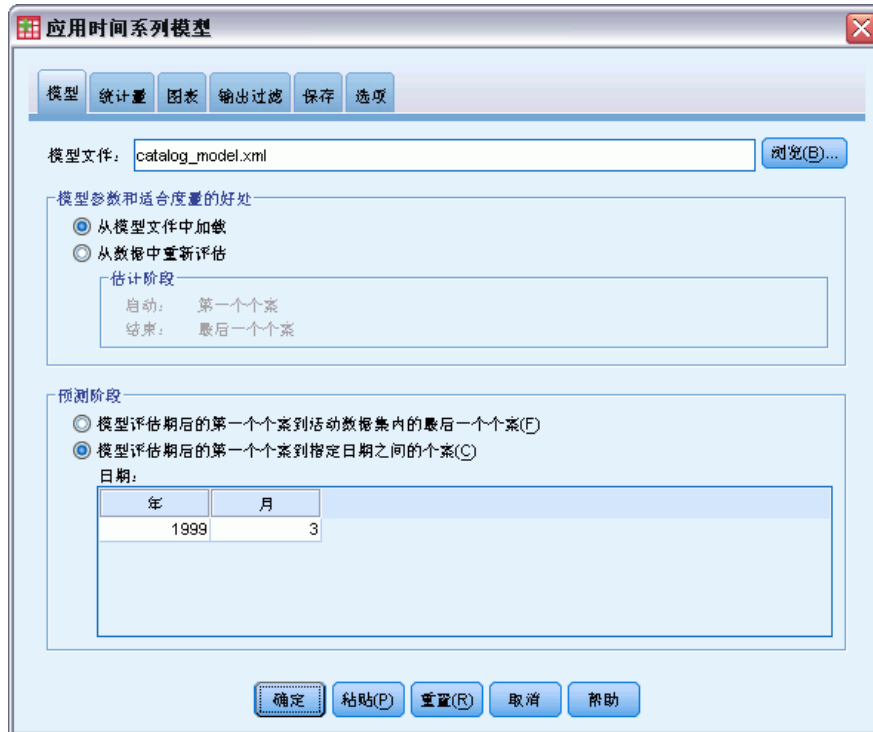 应用时间系列模型
模型 统计量 图表 输出过滤 保存 选项
模型文件: catalog_model.xml 浏览(B)...
模型参数和适合度量的好处
从模型文件中加载
从数据中重新评估
估计阶段
启动: 第一个个案
结束: 最后一个个案
预测阶段
模型评估期后的第一个个案到活动数据集内的最后一个个案(F)
模型评估期后的第一个个案到指定日期之间的个案(C)
日期:
年 月
1999 3
确定 粘贴(P) 重置(R) 取消 帮助